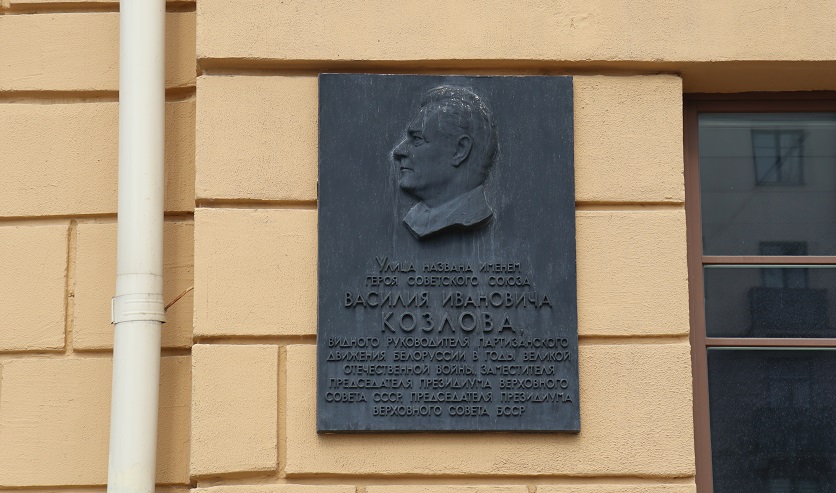 Улица названа именем
героя Советского Союза
ВАСИЛИЯ ИВАНОВИЧА
КОЗЛОВА,
ВИДНОГО РУКОВОДИТЕЛЯ ПАРТИЗАНСКОГО
ДВИЖЕНИЯ БЕЛОРУССИИ В ГОДЫ ВЕЛИКОЙ
ОТЕЧЕСТВЕННОЙ ВОЙНЫ, ЗАМЕСТИТЕЛЯ
ПРЕДСЕДАТЕЛЯ ПРЕЗИДИУМА ВЕРХОВНОГО
СОВЕТА СССР, ПРЕДСЕДАТЕЛЯ ПРЕЗИДИУМА
ВЕРХОВНОГО СОВЕТА БССР